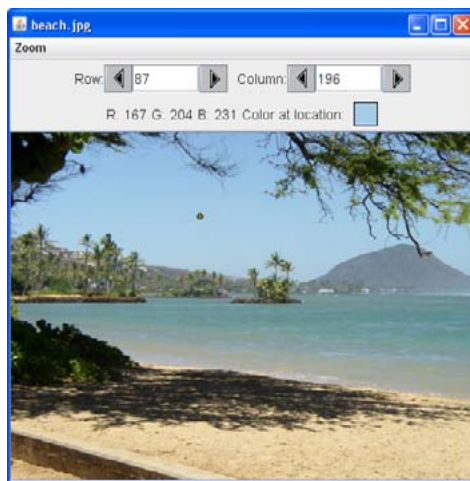 beach.jpg
Zoom
Row: 87 Column: 196
R: 167 G: 204 B: 231 Color at location: